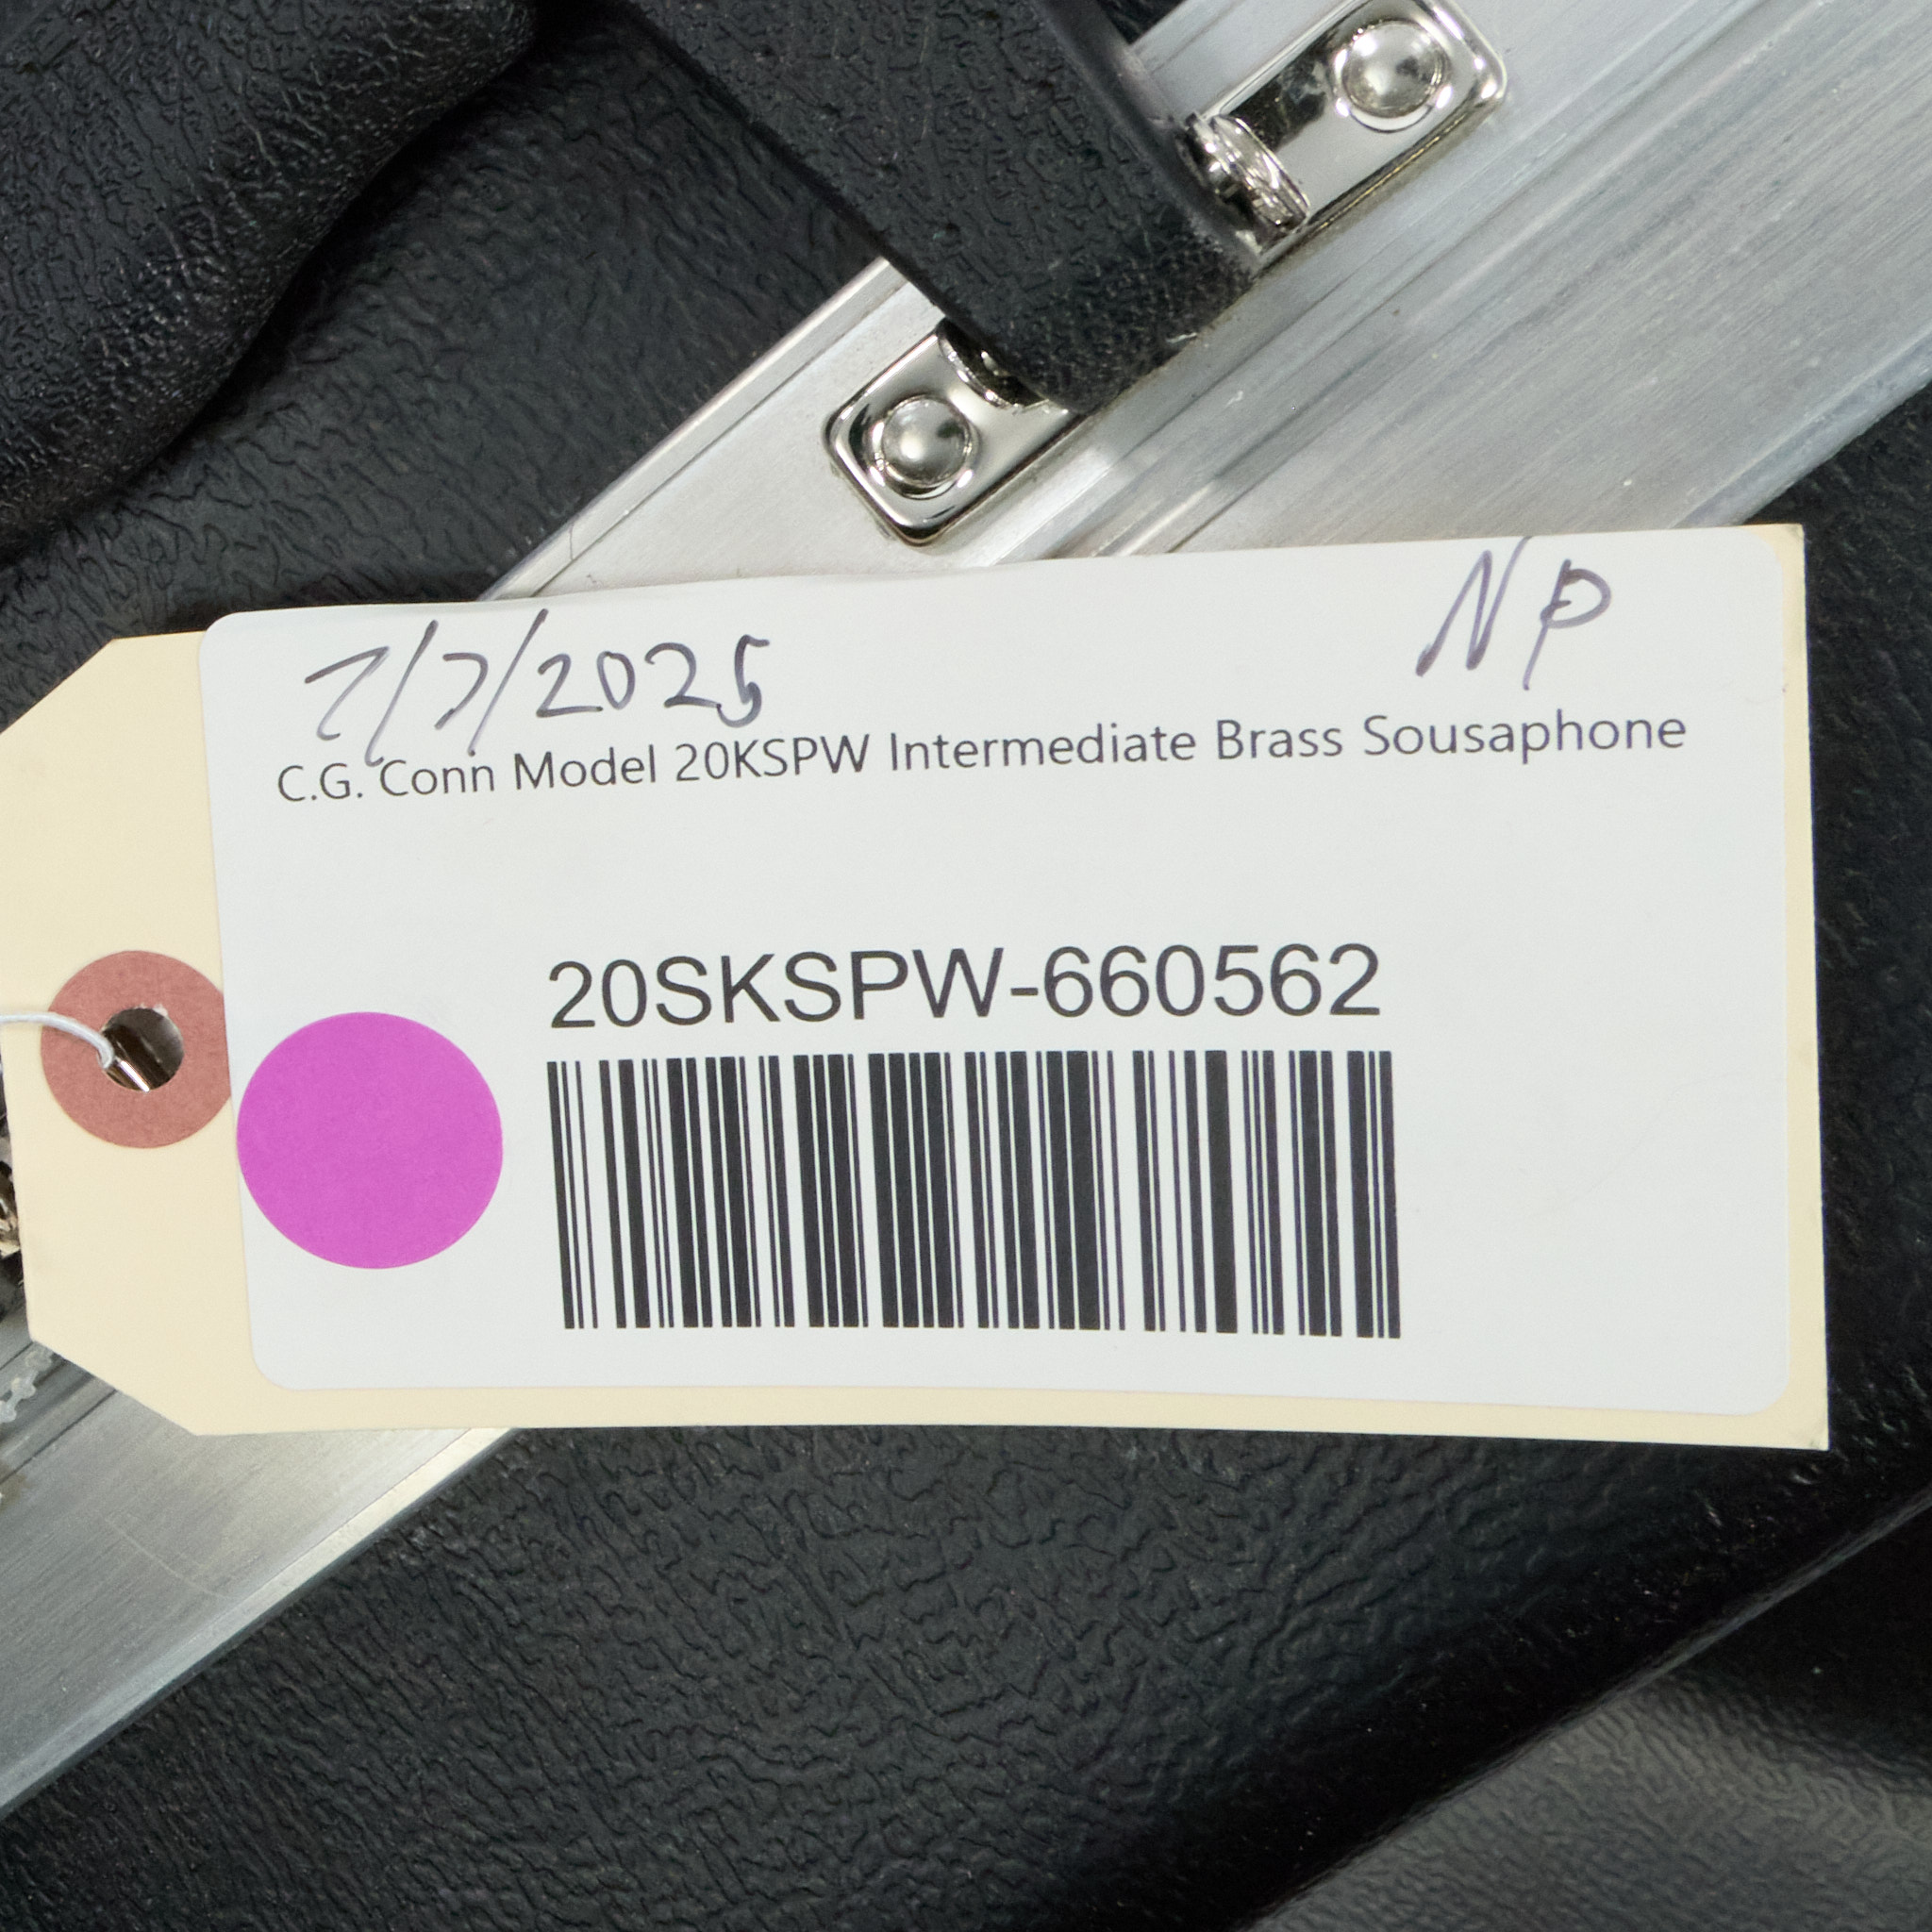 7/7/2025 NP
C.G. Conn Model 20KSPW Intermediate Brass Sousaphone
20SKSPW-660562